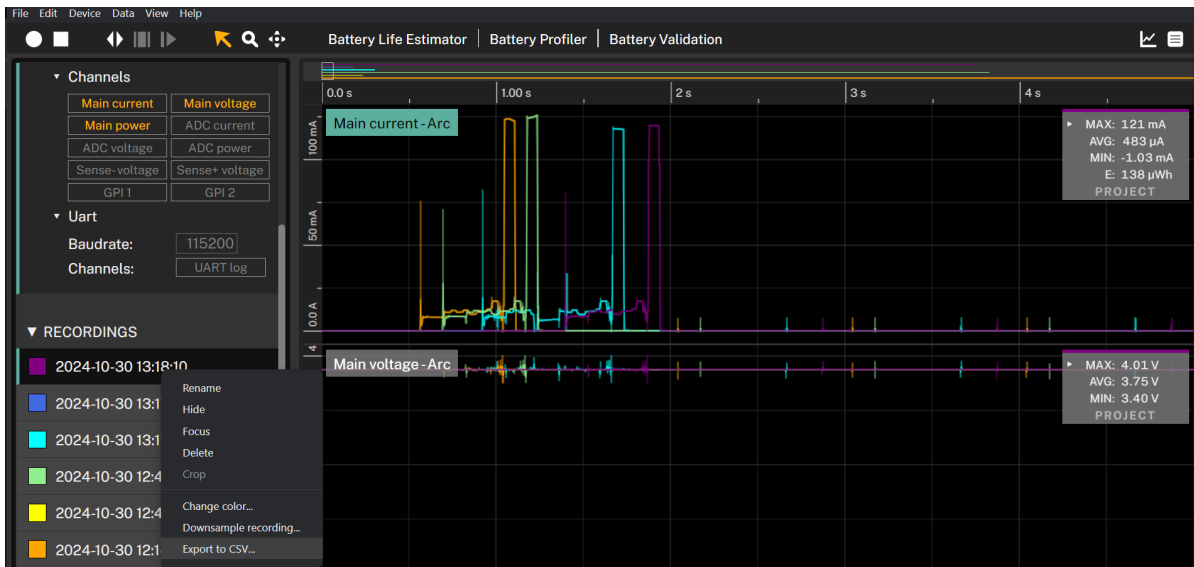 File Edit Device Data View Help
Battery Life Estimator Battery Profiler Battery Validation
Channels
Main current Main voltage
Main power ADC current
ADC voltage ADC power
Sense-voltage Sense+ voltage
GPI 1 GPI 2
Uart
Baudrate: 115200
Channels: UART log
RECORDINGS
2024-10-30 13:18:10
2024-10-30 13:1
2024-10-30 13:1
2024-10-30 12:4
2024-10-30 12:4
2024-10-30 12:1
Rename
Hide
Focus
Delete
Crop
Change color...
Downsample recording...
Export to CSV...
0.0 s 1.00 s 2 s 3 s 4 s
Main current - Arc
100 mA
50 mA
0.0 A
MAX: 121 mA
AVG: 483 µA
MIN: -1.03 mA
E: 138 µWh
PROJECT
4
Main voltage - Arc
MAX: 4.01 V
AVG: 3.75 V
MIN: 3.40 V
PROJECT